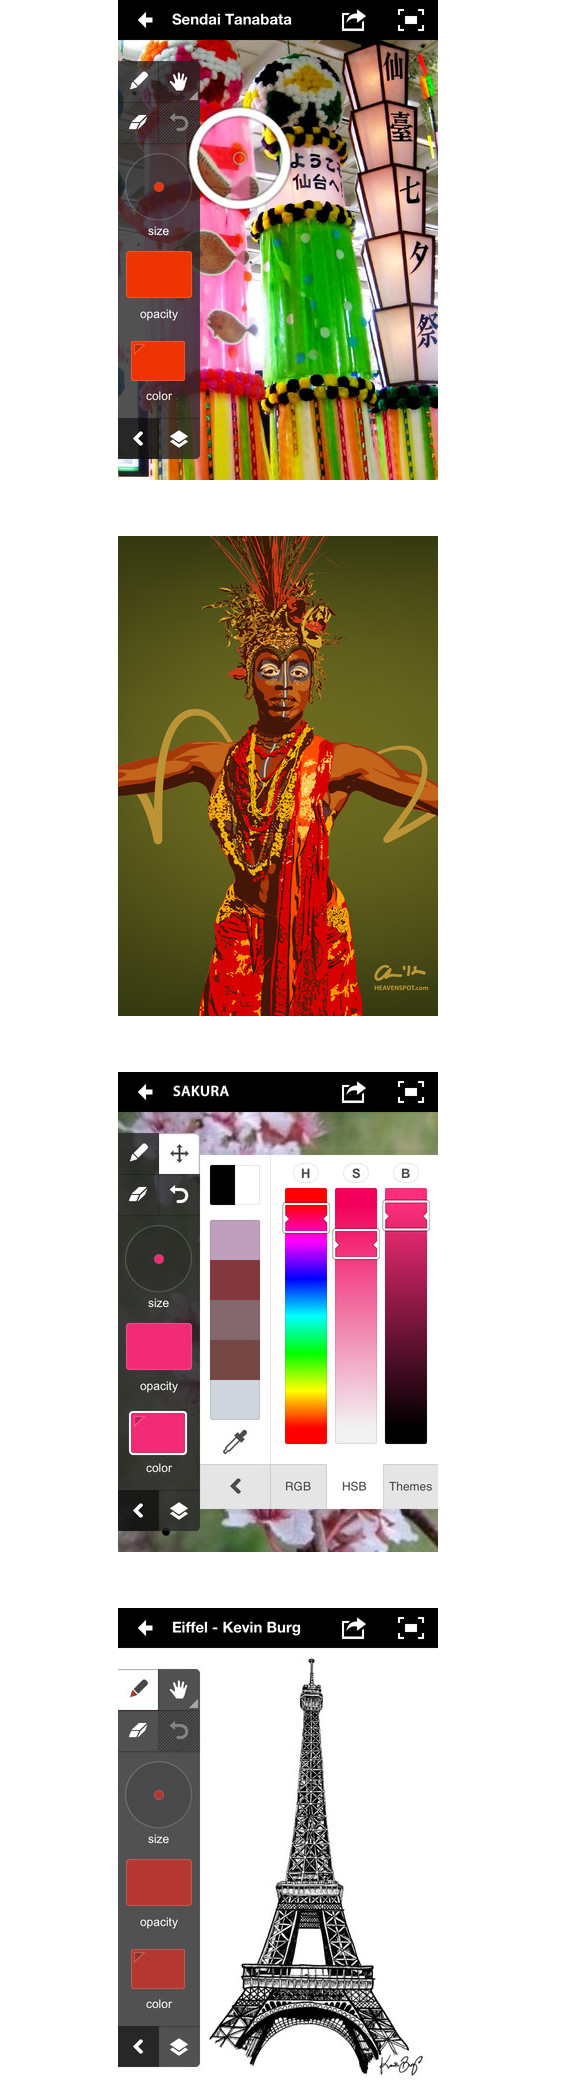 Sendai Tanabata
仙
臺
七
夕
祭
ようこ
仙台へ
size
opacity
color
'12
HEAVENSPOT.com
SAKURA
H
S
B
size
opacity
color
RGB
HSB
Themes
Eiffel - Kevin Burg
size
opacity
color